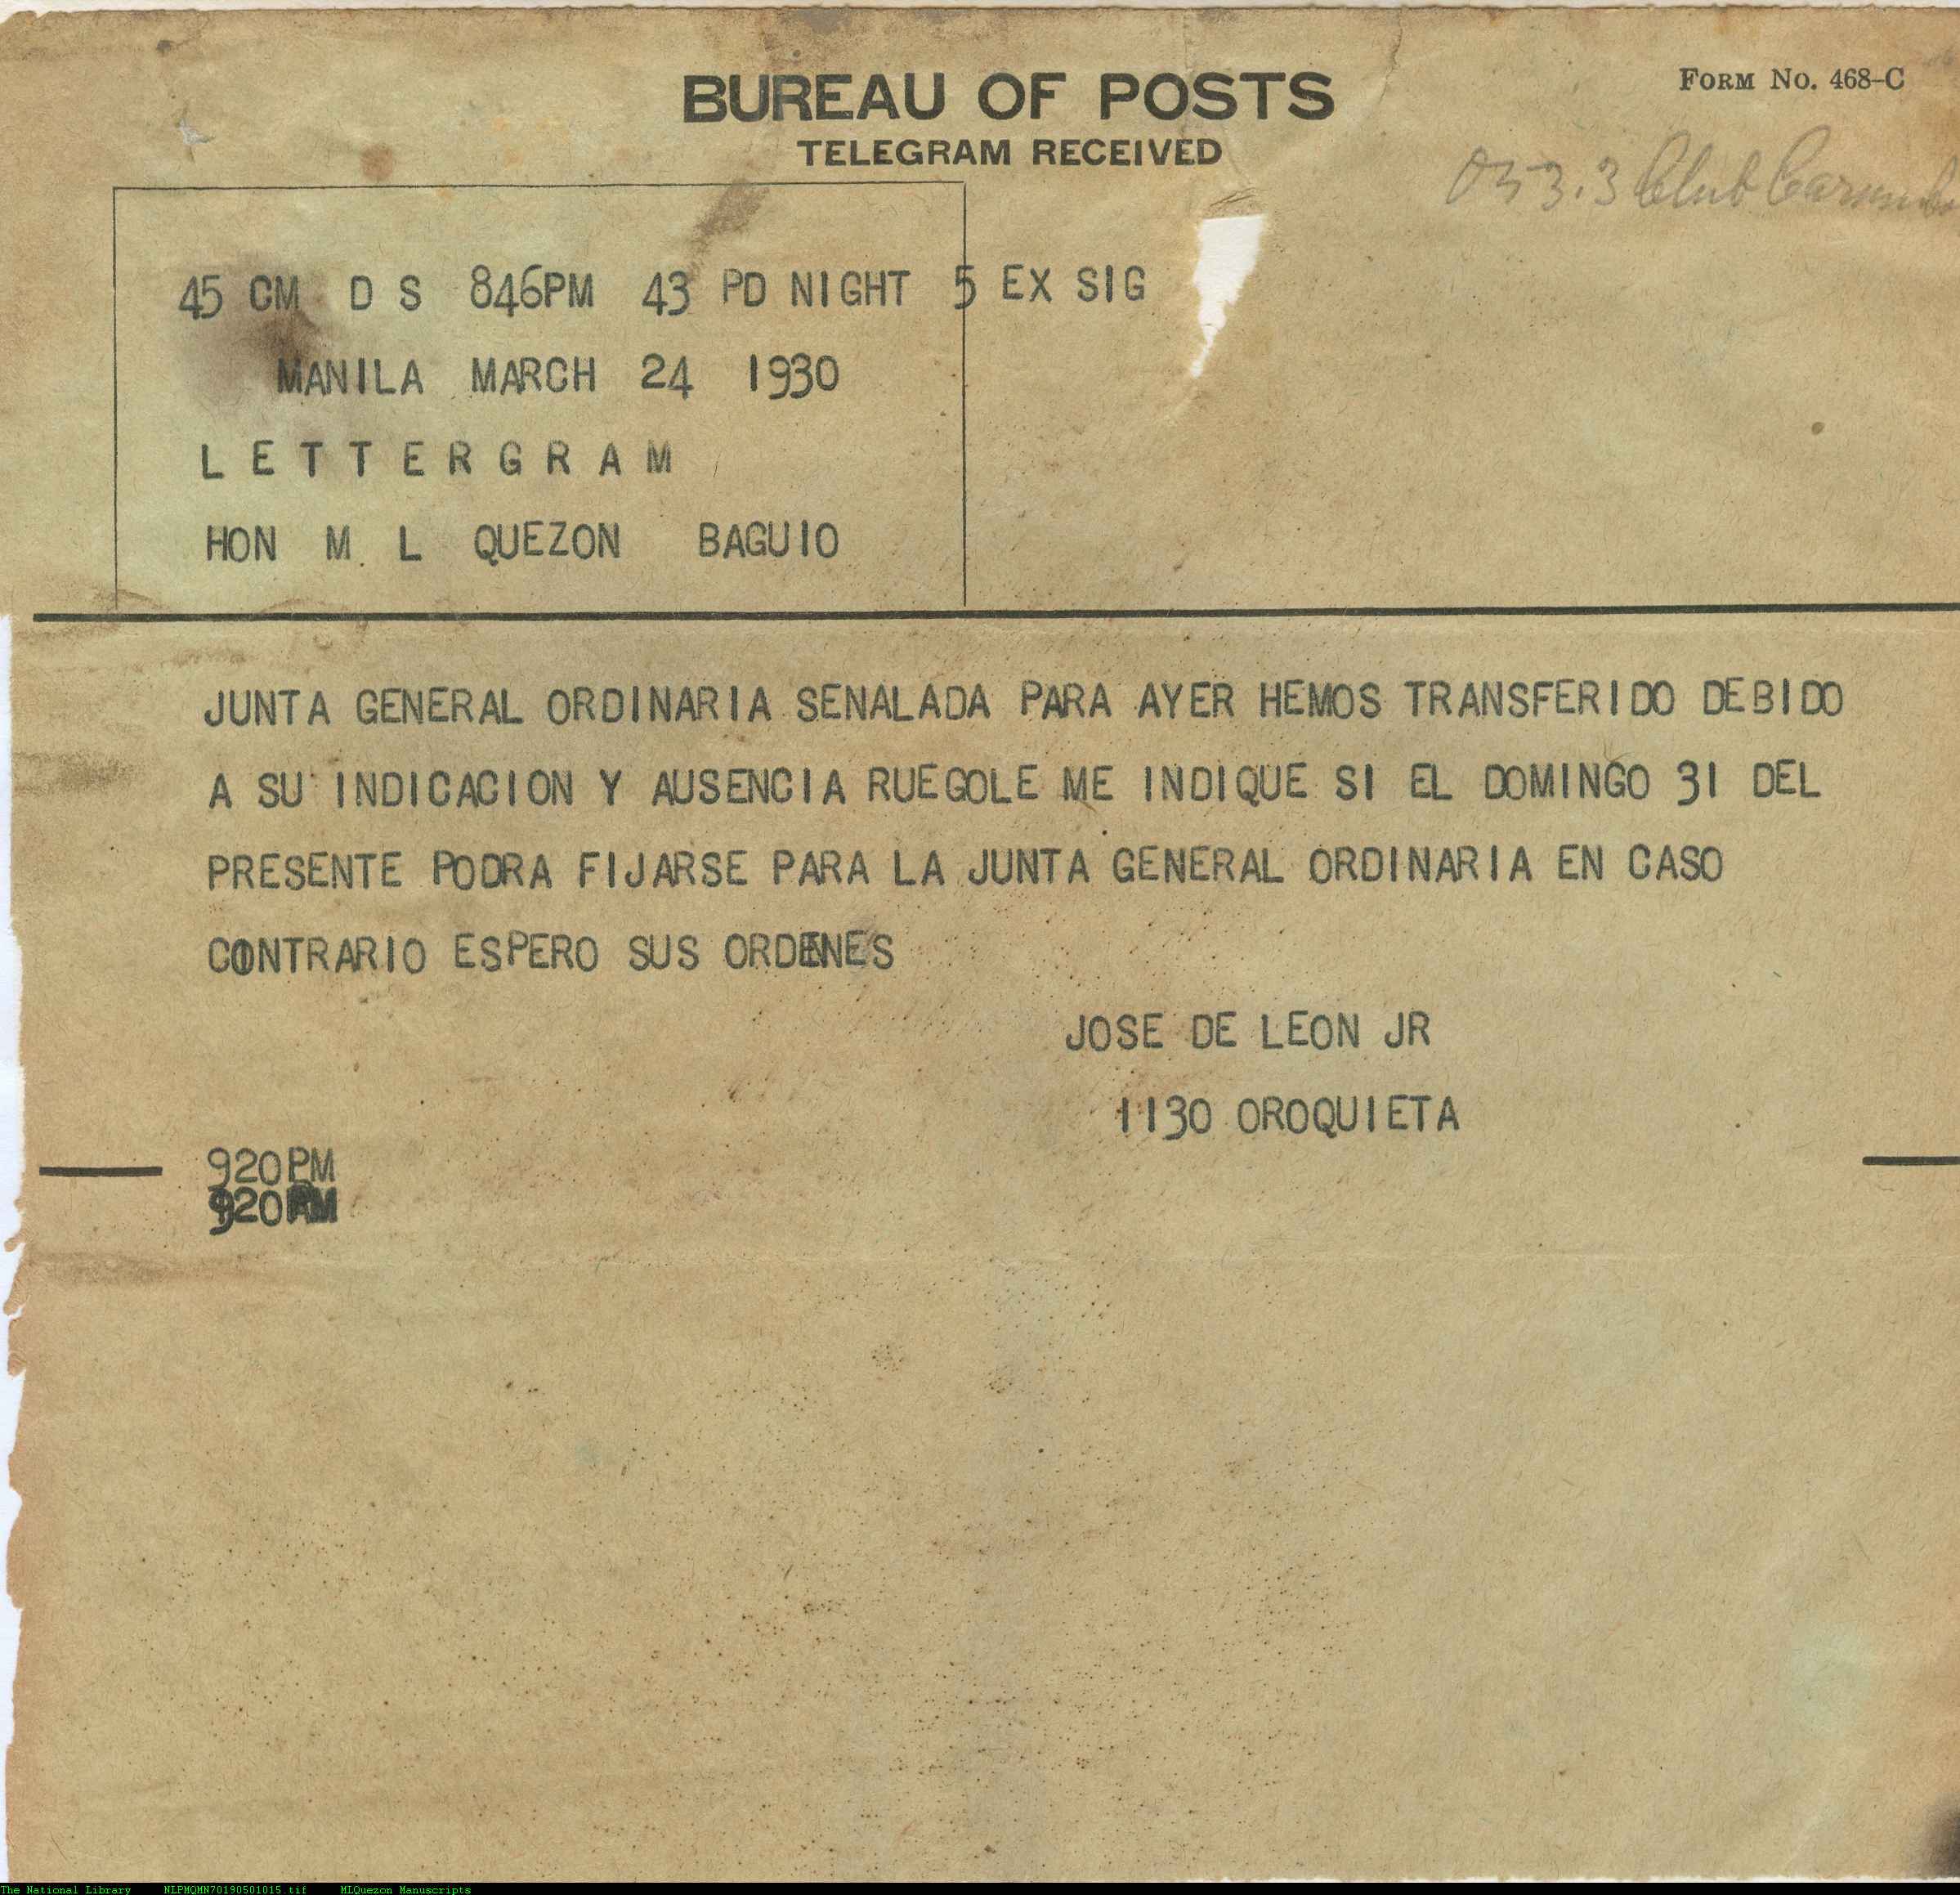 BUREAU OF POSTS
FORM NO. 468-C
TELEGRAM RECEIVED
053.3 Club
45 CM D S 846PM 43 PD NIGHT 5 EX SIG
MANILA MARCH 24 1930
LETTERGRAM
HON M. L QUEZON BAGUIO
JUNTA GENERAL ORDINARIA SENALADA PARA AYER HEMOS TRANSFERIDO DEBIDO
A SU INDICACION Y AUSENCIA RUEGOLE ME INDIQUE SI EL DOMINGO 31 DEL
PRESENTE PODRA FIJARSE PARA LA JUNTA GENERAL ORDINARIA EN CASO
CONTRARIO ESPERO SUS ORDENES
JOSE DE LEON JR
1130 OROQUIETA
920PM
920PM
The National Library NLPMQMN70190501015.tif MLQuezon Manuscripts